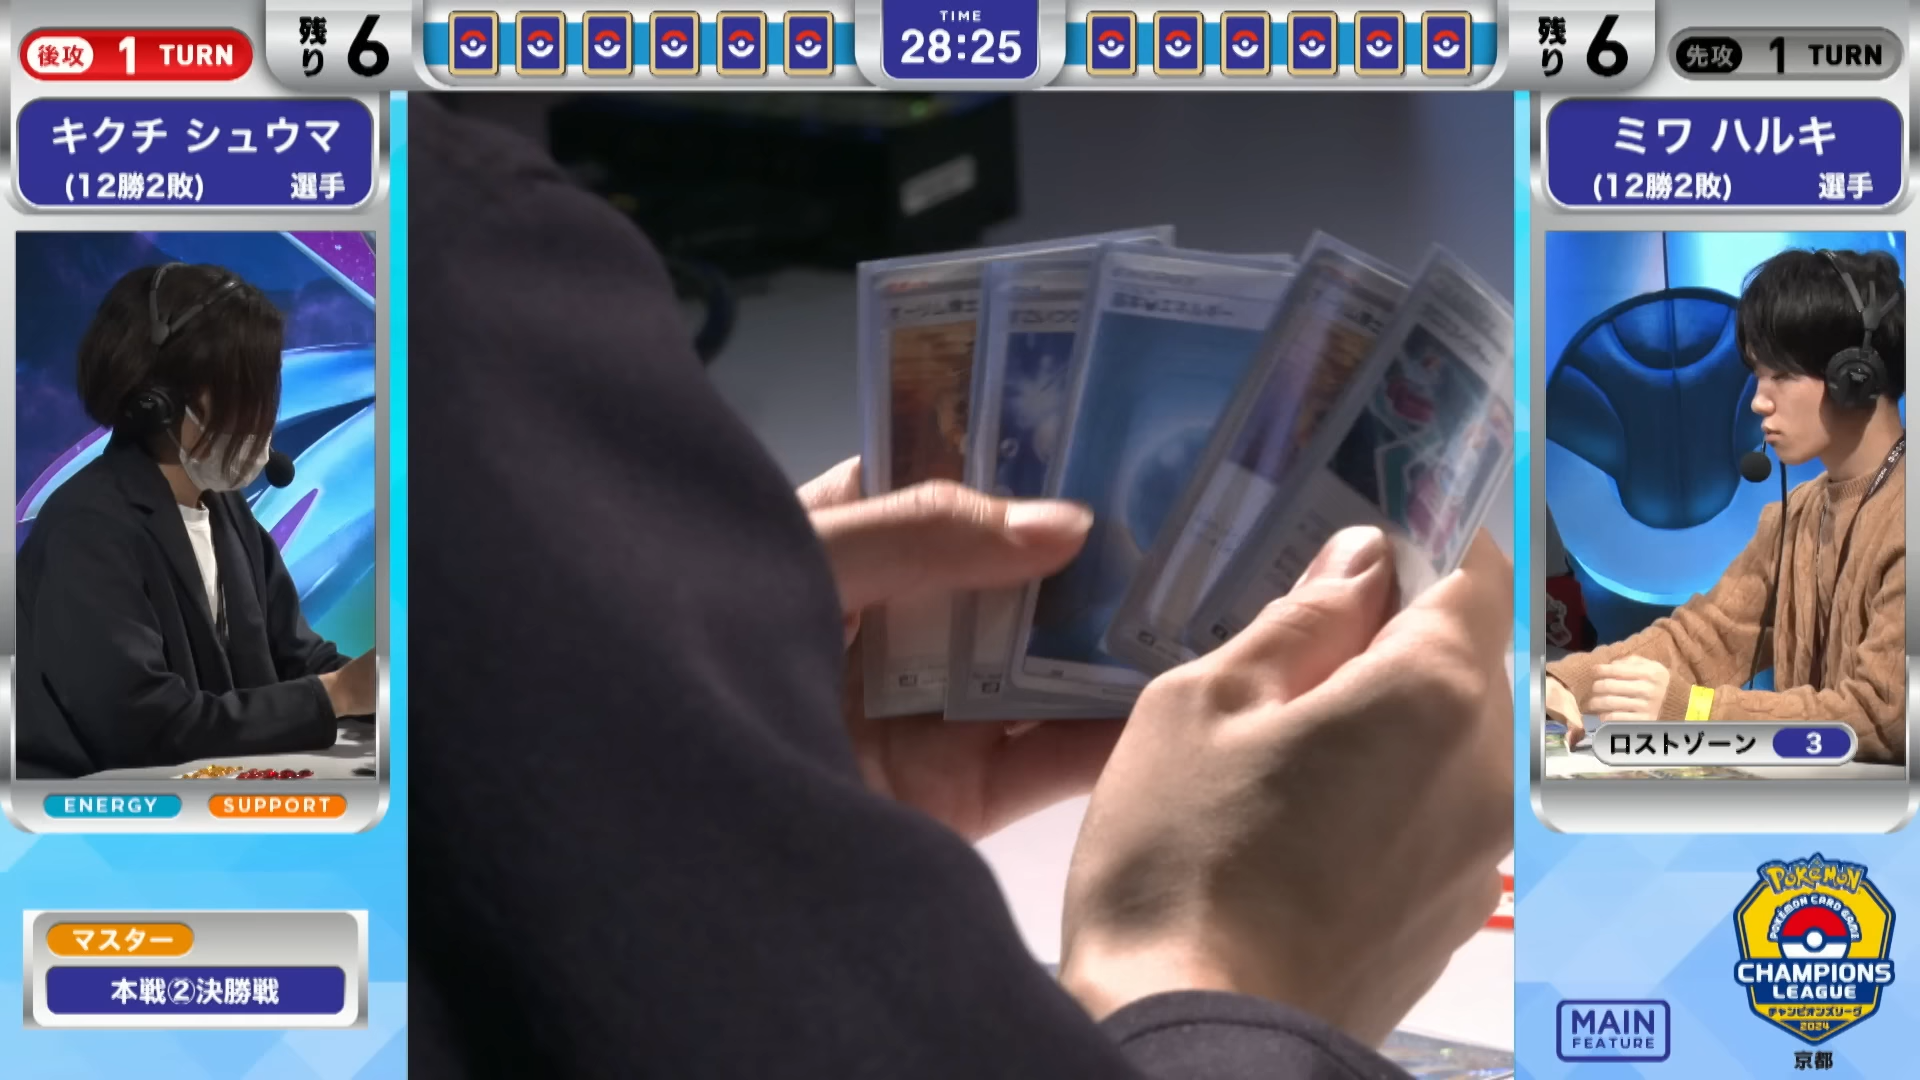 後攻 1 TURN
残り 6
TIME
28:25
残り 6
先攻 1 TURN
キクチ シュウマ
(12勝2敗) 選手
ミワ ハルキ
(12勝2敗) 選手
ロストゾーン 3
ENERGY SUPPORT
マスター
本戦②決勝戦
MAIN
FEATURE
POKÉMON
POKÉMON CARD GAME
CHAMPIONS
LEAGUE
チャンピオンズリーグ
2024
京都